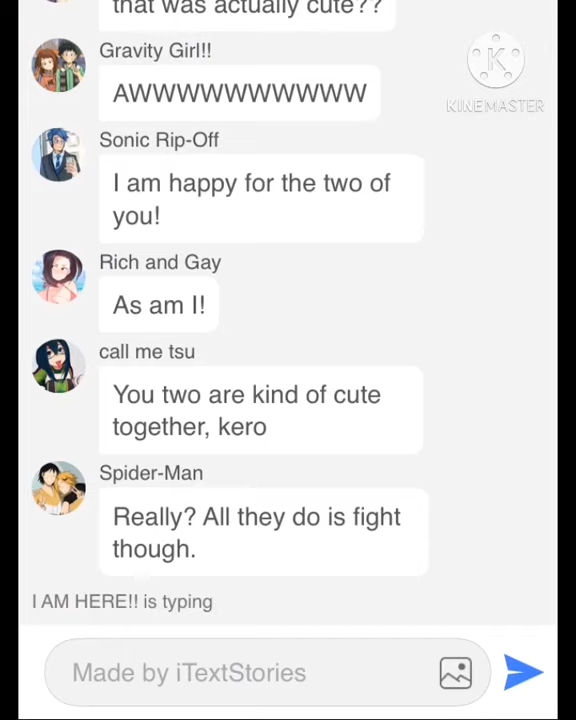 that was actually cute??
Gravity Girl!!
AWWWWWWWWWW
KINEMASTER
Sonic Rip-Off
I am happy for the two of
you!
Rich and Gay
As am I!
call me tsu
You two are kind of cute
together, kero
Spider-Man
Really? All they do is fight
though.
I AM HERE!! is typing
Made by iTextStories